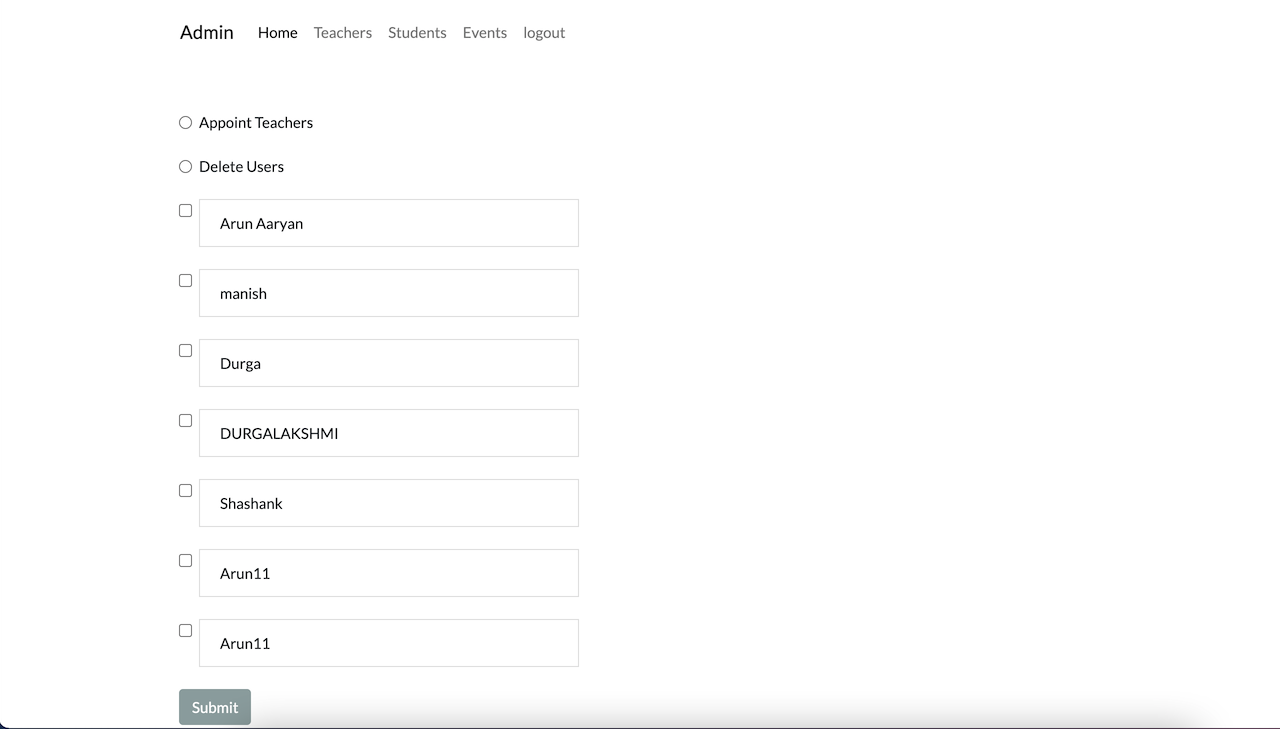 Admin Home Teachers Students Events logout
Appoint Teachers
Delete Users
Arun Aaryan
manish
Durga
DURGALAKSHMI
Shashank
Arun11
Arun11
Submit